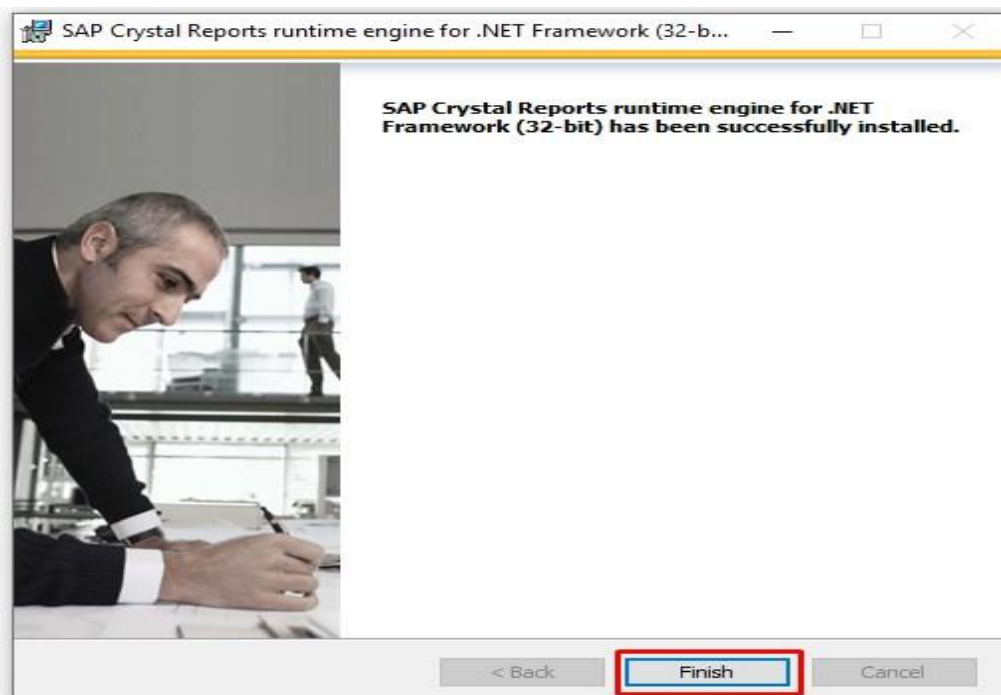 SAP Crystal Reports runtime engine for .NET Framework (32-b...
SAP Crystal Reports runtime engine for .NET
Framework (32-bit) has been successfully installed.
< Back
Finish
Cancel